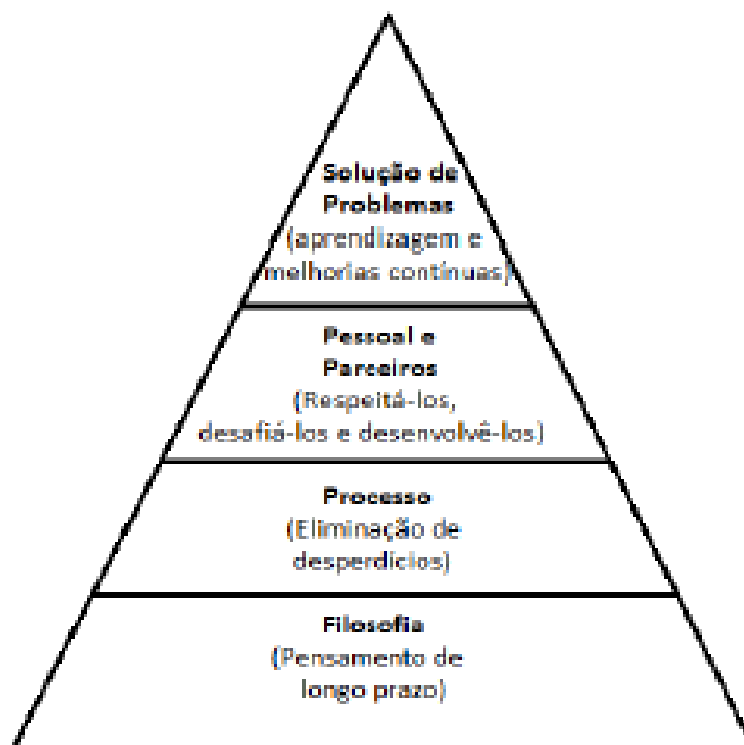 Solução de
Problemas
(aprendizagem e
melhorias contínuas)
Pessoal e
Parceiros
(Respeitá-los,
desafiá-los e desenvolvê-los)
Processo
(Eliminação de
desperdícios)
Filosofia
(Pensamento de
longo prazo)